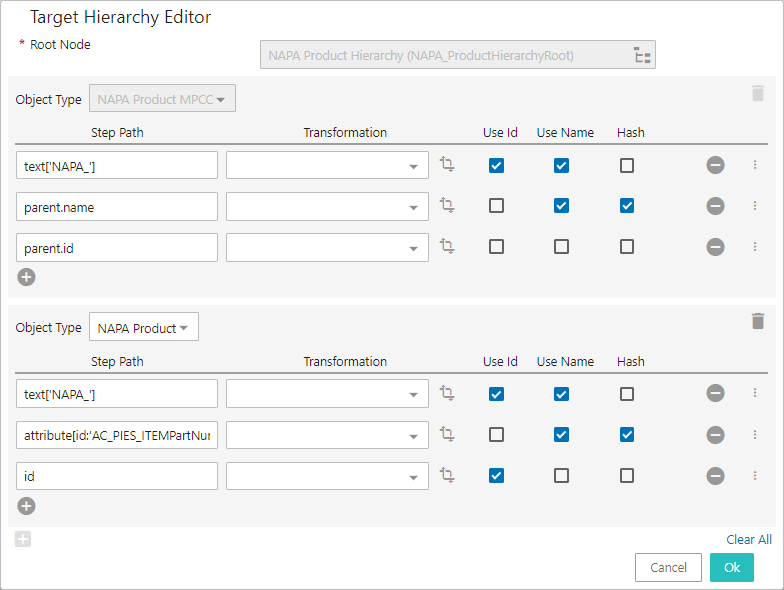 Target Hierarchy Editor
* Root Node
NAPA Product Hierarchy (NAPA_ProductHierarchyRoot)
Object Type NAPA Product MPCC
Step Path Transformation Use Id Use Name Hash
text['NAPA_']
parent.name
parent.id
Object Type NAPA Product
Step Path Transformation Use Id Use Name Hash
text['NAPA_']
attribute[id:'AC_PIES_ITEMPartNur
id
Clear All
Cancel Ok